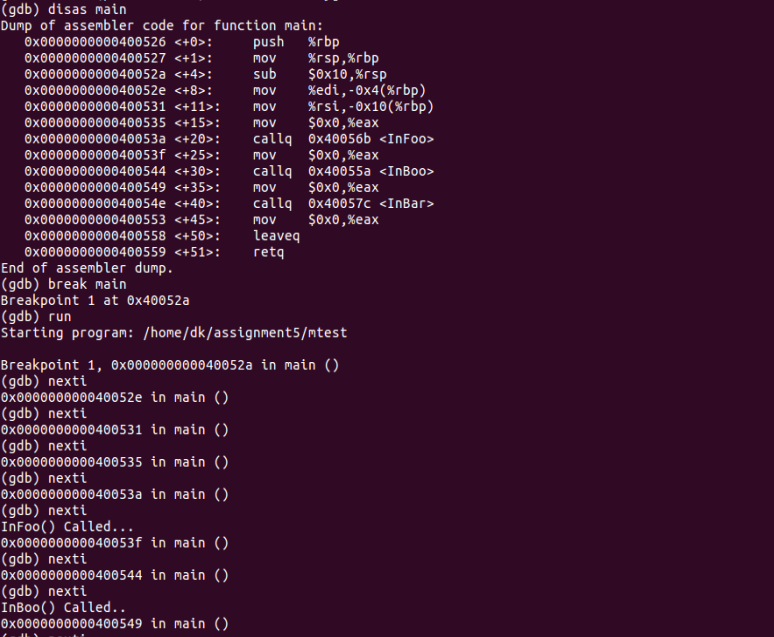 (gdb) disas main
Dump of assembler code for function main:
   0x0000000000400526 <+0>:     push   %rbp
   0x0000000000400527 <+1>:     mov    %rsp,%rbp
   0x000000000040052a <+4>:     sub    $0x10,%rsp
   0x000000000040052e <+8>:     mov    %edi,-0x4(%rbp)
   0x0000000000400531 <+11>:    mov    %rsi,-0x10(%rbp)
   0x0000000000400535 <+15>:    mov    $0x0,%eax
   0x000000000040053a <+20>:    callq  0x40056b <InFoo>
   0x000000000040053f <+25>:    mov    $0x0,%eax
   0x0000000000400544 <+30>:    callq  0x40055a <InBoo>
   0x0000000000400549 <+35>:    mov    $0x0,%eax
   0x000000000040054e <+40>:    callq  0x40057c <InBar>
   0x0000000000400553 <+45>:    mov    $0x0,%eax
   0x0000000000400558 <+50>:    leaveq
   0x0000000000400559 <+51>:    retq
End of assembler dump.
(gdb) break main
Breakpoint 1 at 0x40052a
(gdb) run
Starting program: /home/dk/assignment5/mtest
Breakpoint 1, 0x000000000040052a in main ()
(gdb) nexti
0x000000000040052e in main ()
(gdb) nexti
0x0000000000400531 in main ()
(gdb) nexti
0x0000000000400535 in main ()
(gdb) nexti
0x000000000040053a in main ()
(gdb) nexti
InFoo() Called...
0x000000000040053f in main ()
(gdb) nexti
0x0000000000400544 in main ()
(gdb) nexti
InBoo() Called..
0x0000000000400549 in main ()